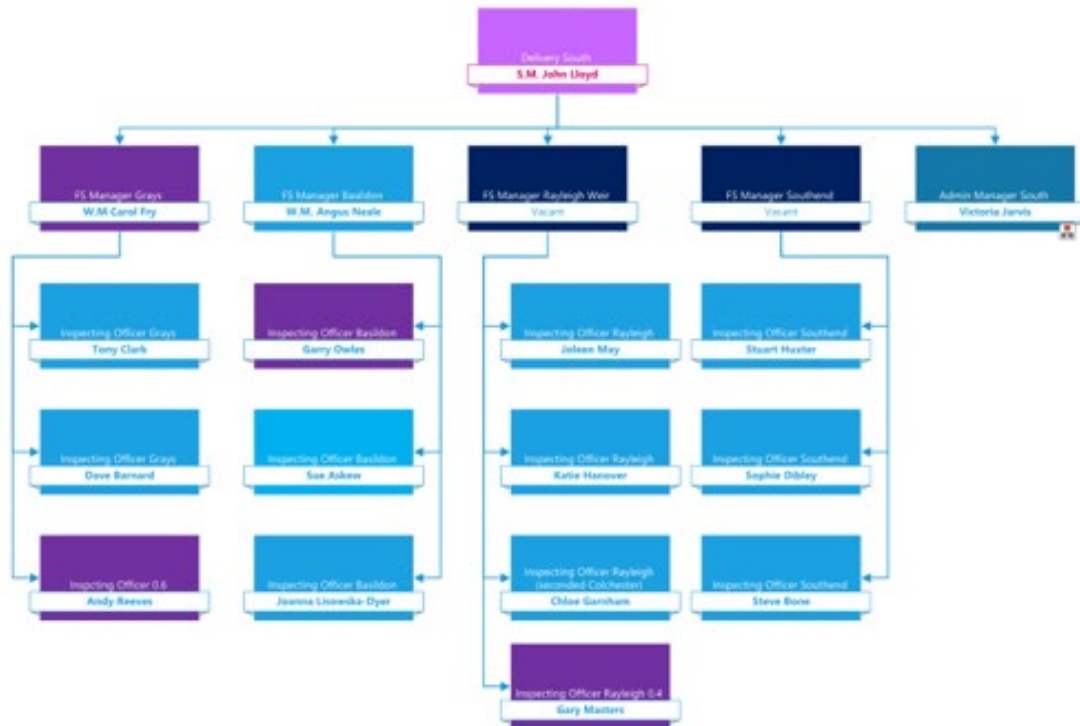 Delivery South
S.M. John Lloyd
FS Manager Grays
W.M Carol Fry
FS Manager Basildon
W.M. Angus Neale
FS Manager Rayleigh Weir
Vacant
FS Manager Southend
Vacant
Admin Manager South
Victoria Jarvis
Inspecting Officer Grays
Tony Clark
Inspecting Officer Basildon
Garry Owles
Inspecting Officer Rayleigh
Joleen May
Inspecting Officer Southend
Stuart Huxter
Inspecting Officer Grays
Dave Barnard
Inspecting Officer Basildon
Sue Askew
Inspecting Officer Rayleigh
Katie Hanover
Inspecting Officer Southend
Sophie Dibley
Inspcting Officer 0.6
Andy Reeves
Inspecting Officer Basildon
Joanna Lisowska-Dyer
Inspecting Officer Rayleigh
(seconded Colchester)
Chloe Garnham
Inspecting Officer Southend
Steve Bone
Inspecting Officer Rayleigh 0.4
Gary Masters